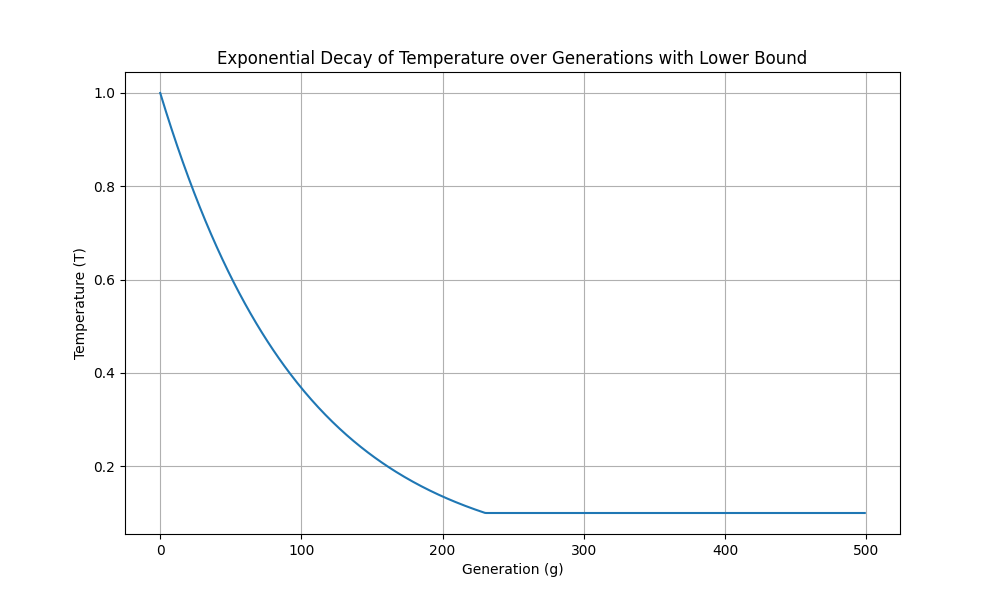 Exponential Decay of Temperature over Generations with Lower Bound
1.0
0.8
0.6
0.4
0.2
Temperature (T)
0 100 200 300 400 500
Generation (g)